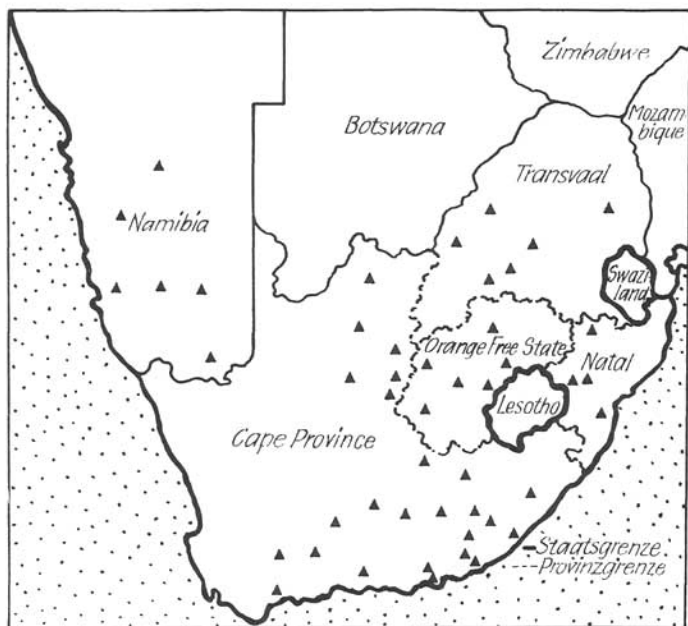 Zimbabwe
Mozam-
bique
Botswana
Transvaal
Namibia
Swazi-
land
Orange Free State
Natal
Lesotho
Cape Province
Staatsgrenze
Provinzgrenze